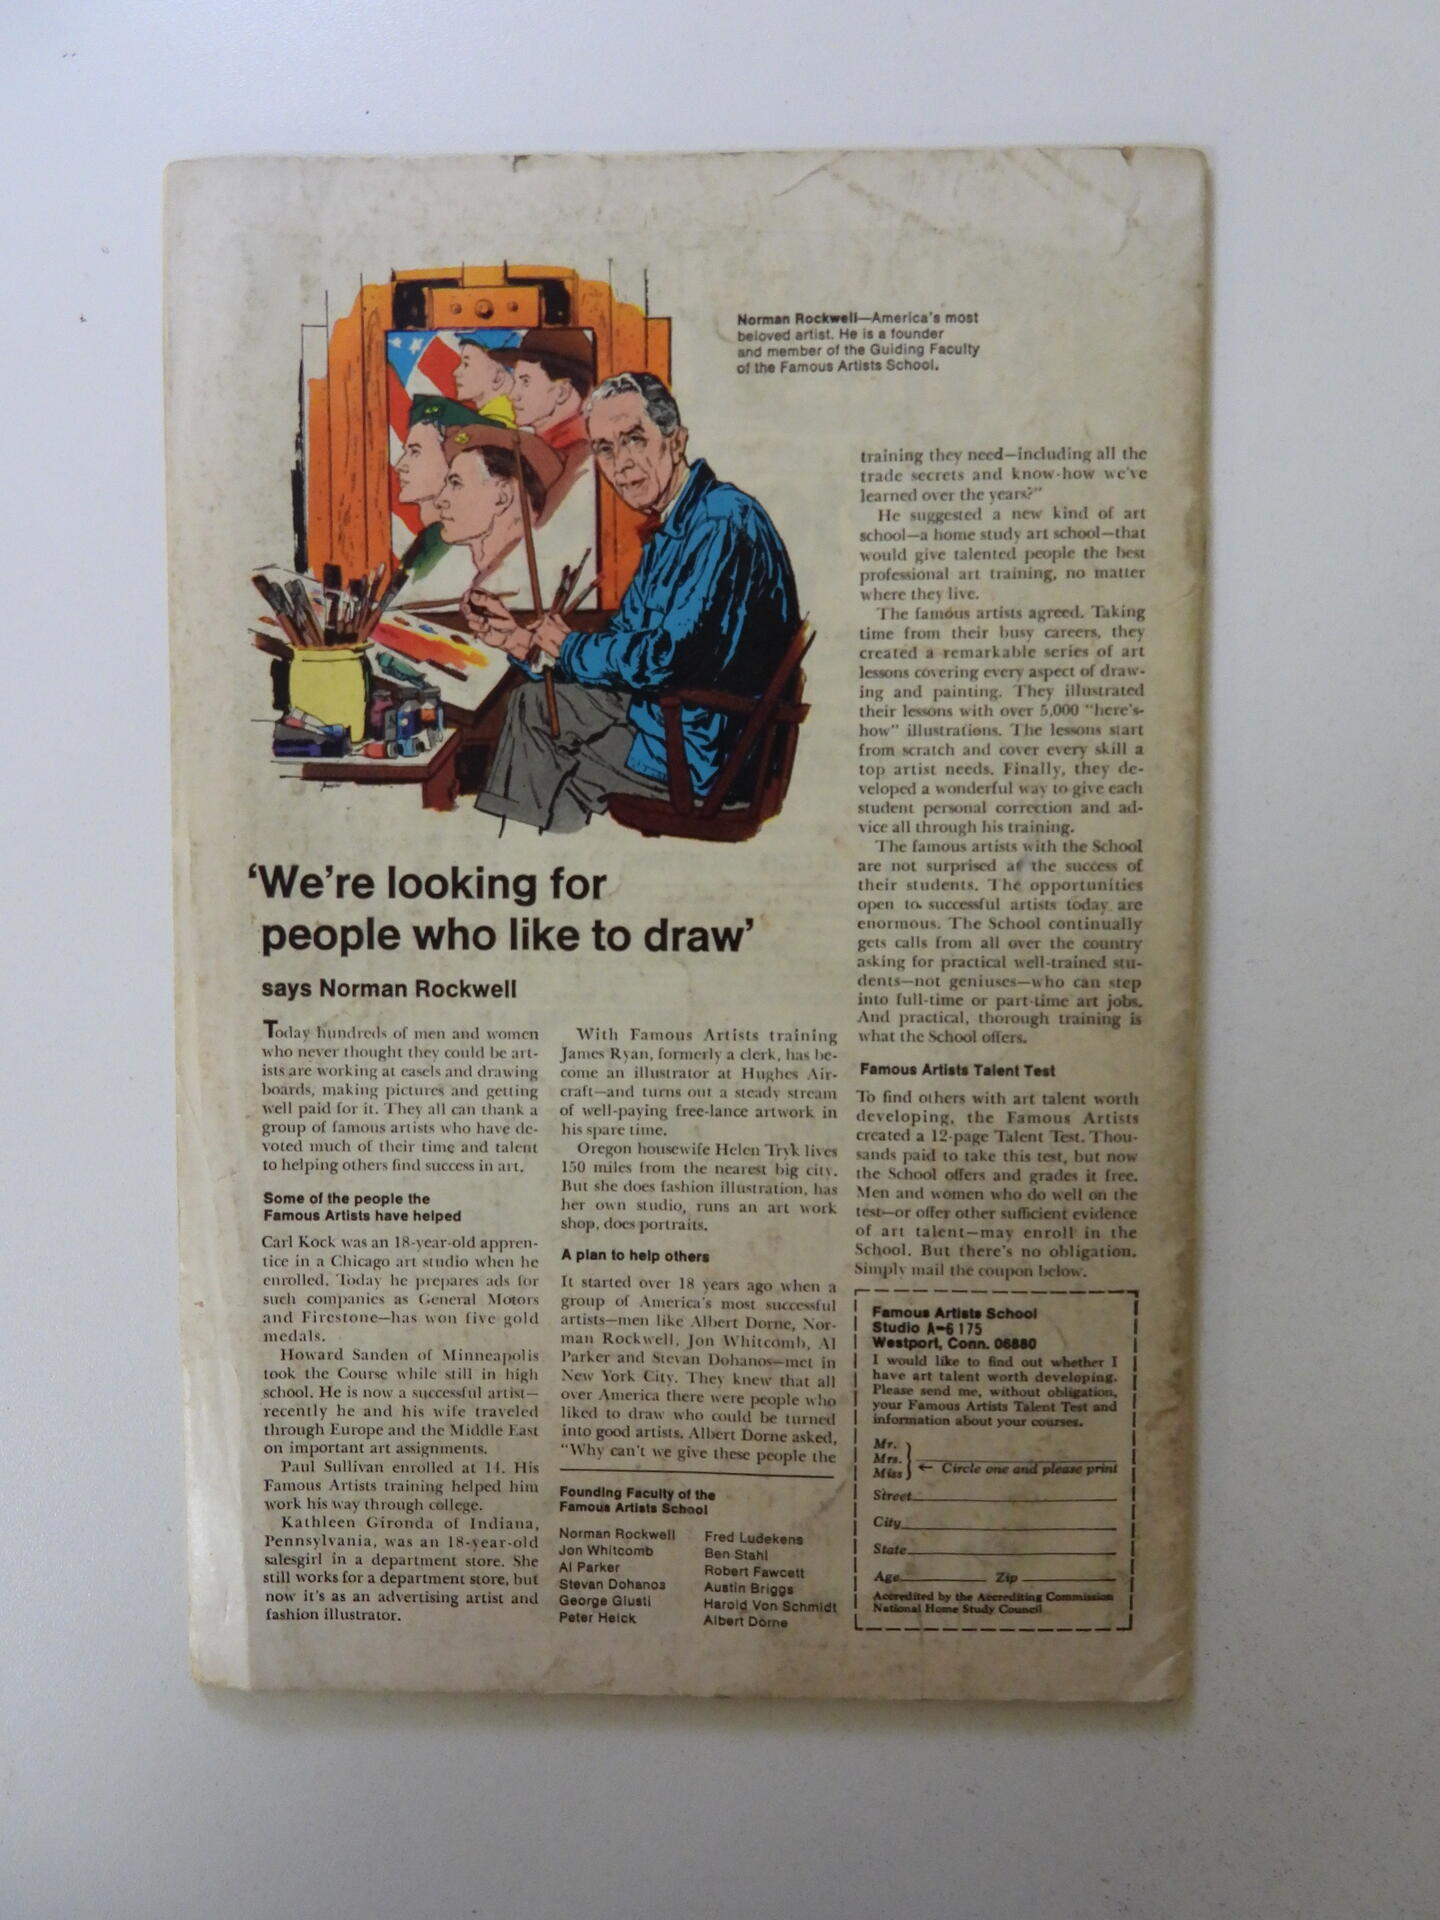 Norman Rockwell—America's most
beloved artist. He is a founder
and member of the Guiding Faculty
of the Famous Artists School.
'We're looking for
people who like to draw'
says Norman Rockwell
Today hundreds of men and women
who never thought they could be art-
ists are working at easels and drawing
boards, making pictures and getting
well paid for it. They all can thank a
group of famous artists who have de-
voted much of their time and talent
to helping others find success in art.
Some of the people the
Famous Artists have helped
Carl Kock was an 18-year-old appren-
tice in a Chicago art studio when he
enrolled. Today he prepares ads for
such companies as General Motors
and Firestone—has won five gold
medals.
Howard Sanden of Minneapolis
took the Course while still in high
school. He is now a successful artist—
recently he and his wife traveled
through Europe and the Middle East
on important art assignments.
Paul Sullivan enrolled at 14. His
Famous Artists training helped him
work his way through college.
Kathleen Gironda of Indiana,
Pennsylvania, was an 18-year-old
salesgirl in a department store. She
still works for a department store, but
now it's as an advertising artist and
fashion illustrator.
With Famous Artists training
James Ryan, formerly a clerk, has be-
come an illustrator at Hughes Air-
craft—and turns out a steady stream
of well-paying free-lance artwork in
his spare time.
Oregon housewife Helen Tryk lives
150 miles from the nearest big city.
But she does fashion illustration, has
her own studio, runs an art work
shop, does portraits.
A plan to help others
It started over 18 years ago when a
group of America's most successful
artists—men like Albert Dorne, Nor-
man Rockwell, Jon Whitcomb, Al
Parker and Stevan Dohanos—met in
New York City. They knew that all
over America there were people who
liked to draw who could be turned
into good artists. Albert Dorne asked,
"Why can't we give these people the
training they need—including all the
trade secrets and know-how we've
learned over the years?"
He suggested a new kind of art
school—a home study art school—that
would give talented people the best
professional art training, no matter
where they live.
The famous artists agreed. Taking
time from their busy careers, they
created a remarkable series of art
lessons covering every aspect of draw-
ing and painting. They illustrated
their lessons with over 5,000 "here's-
how" illustrations. The lessons start
from scratch and cover every skill a
top artist needs. Finally, they de-
veloped a wonderful way to give each
student personal correction and ad-
vice all through his training.
The famous artists with the School
are not surprised at the success of
their students. The opportunities
open to successful artists today are
enormous. The School continually
gets calls from all over the country
asking for practical well-trained stu-
dents—not geniuses—who can step
into full-time or part-time art jobs.
And practical, thorough training is
what the School offers.
Famous Artists Talent Test
To find others with art talent worth
developing, the Famous Artists
created a 12-page Talent Test. Thou-
sands paid to take this test, but now
the School offers and grades it free.
Men and women who do well on the
test—or offer other sufficient evidence
of art talent—may enroll in the
School. But there's no obligation.
Simply mail the coupon below.
Founding Faculty of the
Famous Artists School
Norman Rockwell
Jon Whitcomb
Al Parker
Stevan Dohanos
George Giusti
Peter Helck
Fred Ludekens
Ben Stahl
Robert Fawcett
Austin Briggs
Harold Von Schmidt
Albert Dorne
Famous Artists School
Studio A-6175
Westport, Conn. 06880
I would like to find out whether I
have art talent worth developing.
Please send me, without obligation,
your Famous Artists Talent Test and
information about your courses.
Mr.
Mrs.
Miss
← Circle one and please print
Street
City
State
Age Zip
Accredited by the Accrediting Commission
National Home Study Council